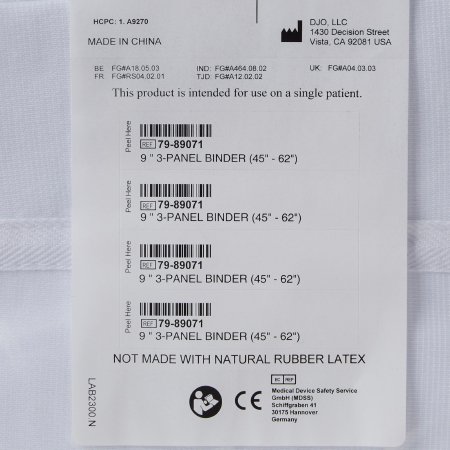 HCPC: 1. A9270
MADE IN CHINA
DJO, LLC
1430 Decision Street
Vista, CA 92081 USA
BE FG#A18.05.03
FR FG#RS04.02.01
IND: FG#A464.08.02
TJD: FG#A12.02.02
UK: FG#A04.03.03
This product is intended for use on a single patient.
Peel Here
REF 79-89071
9 " 3-PANEL BINDER (45" - 62")
Peel Here
REF 79-89071
9 " 3-PANEL BINDER (45" - 62")
Peel Here
REF 79-89071
9 " 3-PANEL BINDER (45" - 62")
Peel Here
REF 79-89071
9 " 3-PANEL BINDER (45" - 62")
NOT MADE WITH NATURAL RUBBER LATEX
LAB2300 N
CE
EC REP
Medical Device Safety Service
GmbH (MDSS)
Schiffgraben 41
30175 Hannover
Germany